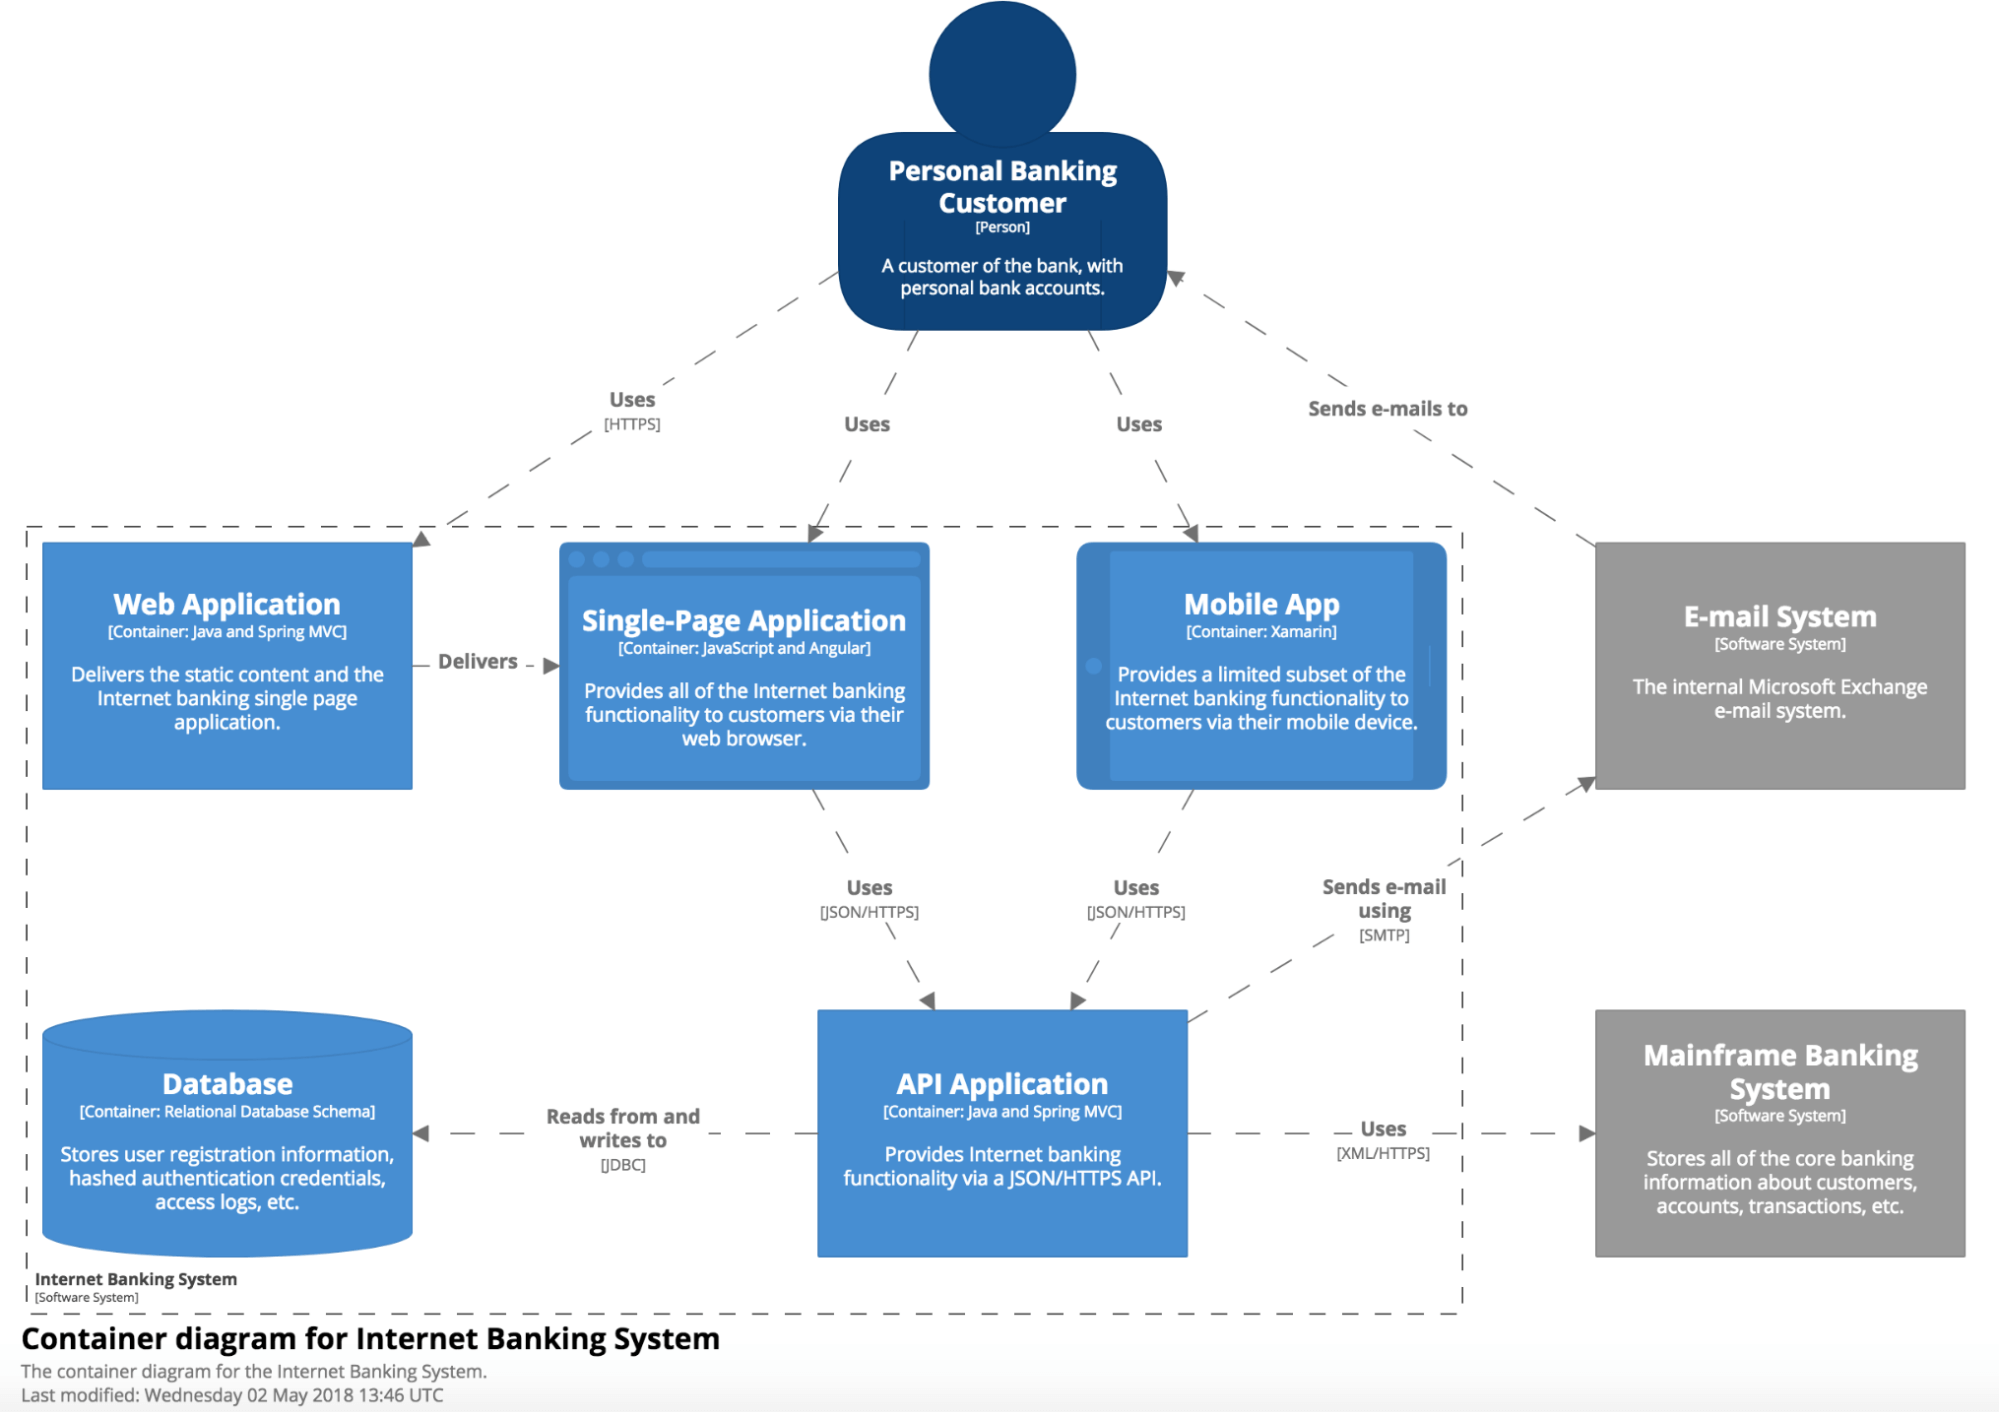 Personal Banking
Customer
[Person]
A customer of the bank, with
personal bank accounts.
Uses
[HTTPS]
Uses
Uses
Sends e-mails to
Web Application
[Container: Java and Spring MVC]
Delivers the static content and the
Internet banking single page
application.
Delivers
Single-Page Application
[Container: JavaScript and Angular]
Provides all of the Internet banking
functionality to customers via their
web browser.
Mobile App
[Container: Xamarin]
Provides a limited subset of the
Internet banking functionality to
customers via their mobile device.
E-mail System
[Software System]
The internal Microsoft Exchange
e-mail system.
Uses
[JSON/HTTPS]
Uses
[JSON/HTTPS]
Sends e-mail
using
[SMTP]
Database
[Container: Relational Database Schema]
Stores user registration information,
hashed authentication credentials,
access logs, etc.
Reads from and
writes to
[JDBC]
API Application
[Container: Java and Spring MVC]
Provides Internet banking
functionality via a JSON/HTTPS API.
Uses
[XML/HTTPS]
Mainframe Banking
System
[Software System]
Stores all of the core banking
information about customers,
accounts, transactions, etc.
Internet Banking System
[Software System]
Container diagram for Internet Banking System
The container diagram for the Internet Banking System.
Last modified: Wednesday 02 May 2018 13:46 UTC